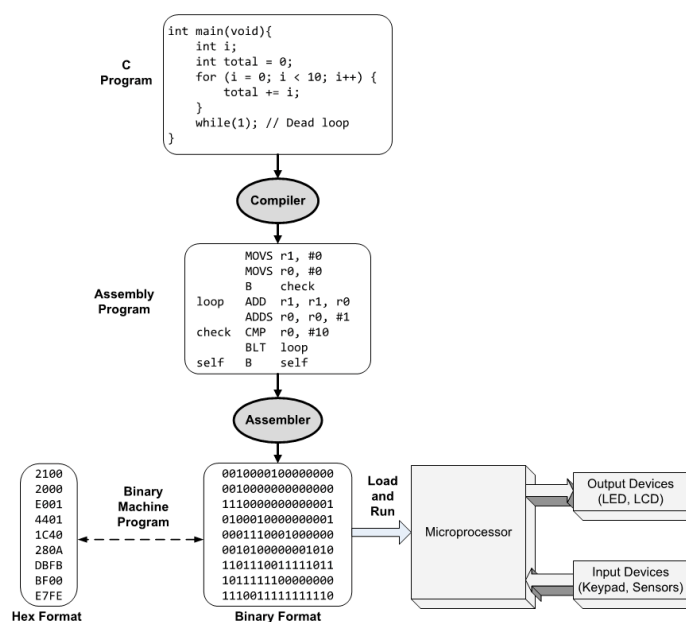 int main(void){
int i;
int total = 0;
for (i = 0; i < 10; i++) {
total += i;
}
while(1); // Dead loop
}
C
Program
Compiler
MOVS r1, #0
MOVS r0, #0
B check
loop ADD r1, r1, r0
ADDS r0, r0, #1
check CMP r0, #10
BLT loop
self B self
Assembly
Program
Assembler
2100
2000
E001
4401
1C40
280A
DBFB
BF00
E7FE
Hex Format
Binary
Machine
Program
0010000100000000
0010000000000000
1110000000000001
0100010000000001
0001110001000000
0010100000001010
1101110011111011
1011111100000000
1110011111111110
Binary Format
Load
and
Run
Microprocessor
Output Devices
(LED, LCD)
Input Devices
(Keypad, Sensors)